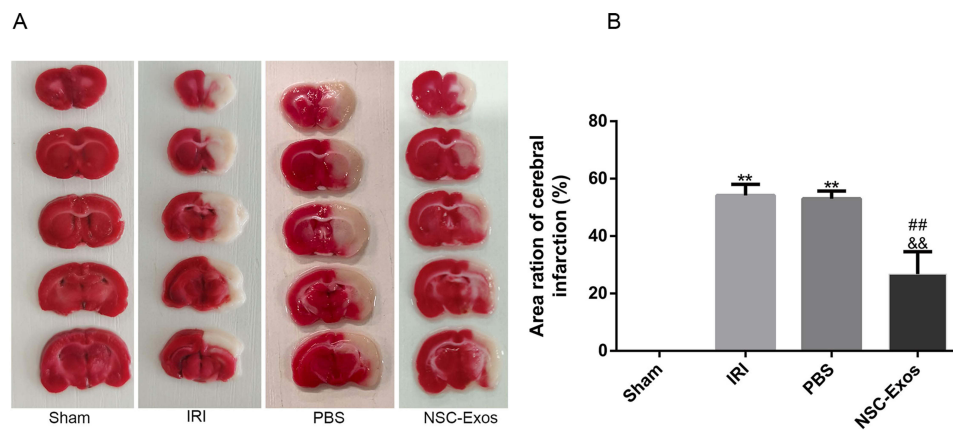 A
B
Sham
IRI
PBS
NSC-Exos
Area ration of cerebral
infarction (%)
80
60
40
20
0
**
**
##
&&
Sham
IRI
PBS
NSC-Exos